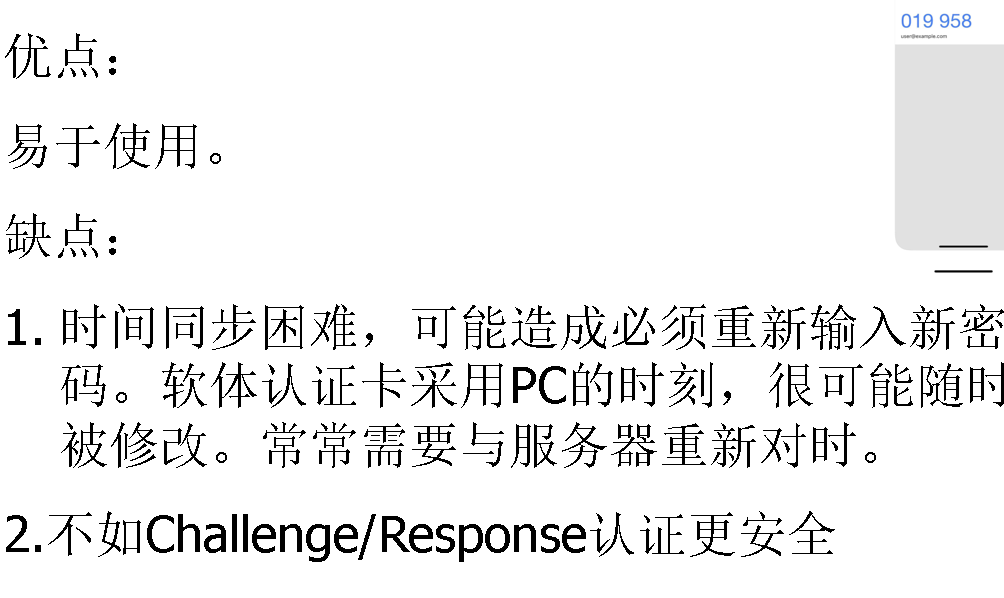 019 958
user@example.com
优点：
易于使用。
缺点：
1. 时间同步困难，可能造成必须重新输入新密
码。软体认证卡采用PC的时刻，很可能随时
被修改。常常需要与服务器重新对时。
2.不如Challenge/Response认证更安全